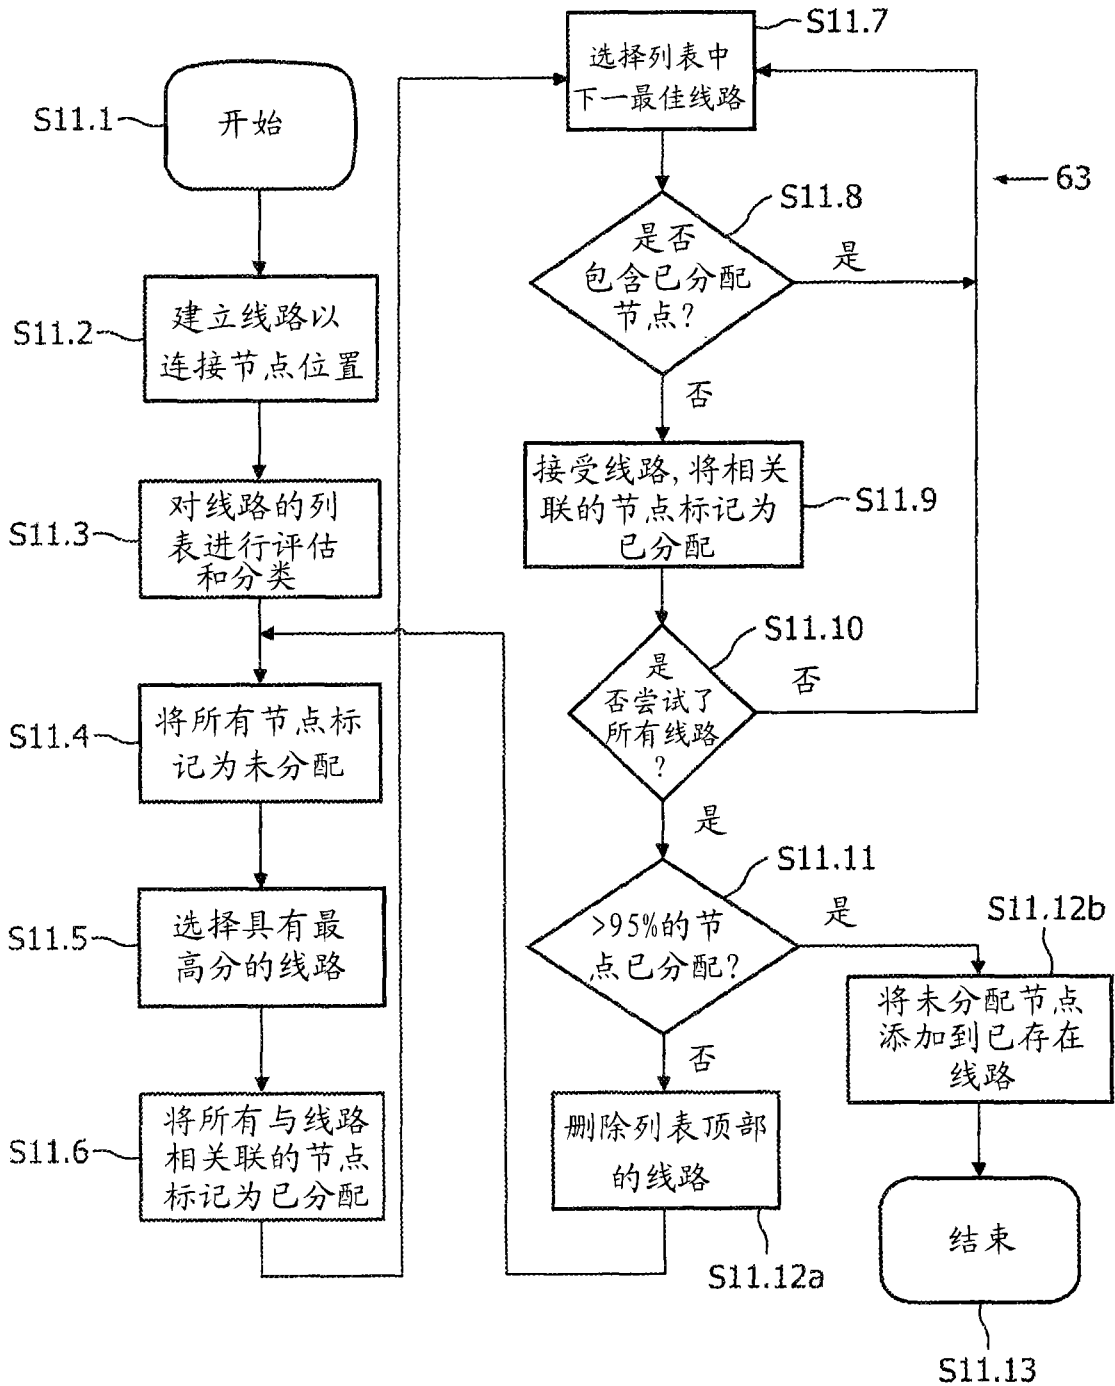 S11.1
开始
S11.2
建立线路以
连接节点位置
S11.3
对线路的列
表进行评估
和分类
S11.4
将所有节点标
记为未分配
S11.5
选择具有最
高分的线路
S11.6
将所有与线路
相关联的节点
标记为已分配
S11.7
选择列表中
下一最佳线路
63
S11.8
是否
包含已分配
节点?
是
否
S11.9
接受线路,将相关
联的节点标记为
已分配
S11.10
是
否尝试了
所有线路
?
否
是
S11.11
>95%的节
点已分配?
是
否
S11.12b
将未分配节点
添加到已存在
线路
删除列表顶部
的线路
S11.12a
结束
S11.13